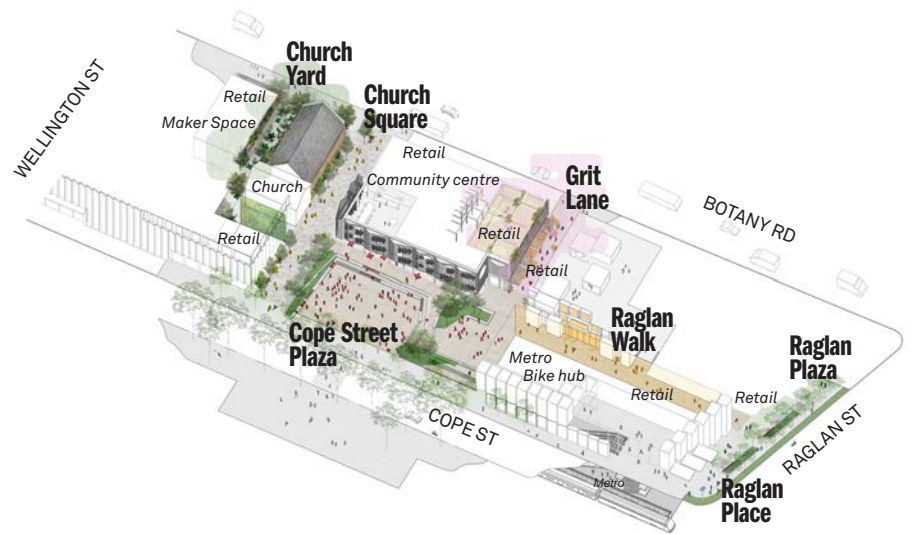 WELLINGTON ST
Church
Yard
Retail
Maker Space
Church
Square
Retail
Community centre
Church
Retail
Grit
Lane
BOTANY RD
Retail
Retail
Cope Street
Plaza
Raglan
Walk
Metro
Bike hub
Raglan
Plaza
Retail
Retail
COPE ST
RAGLAN ST
Metro
Raglan
Place